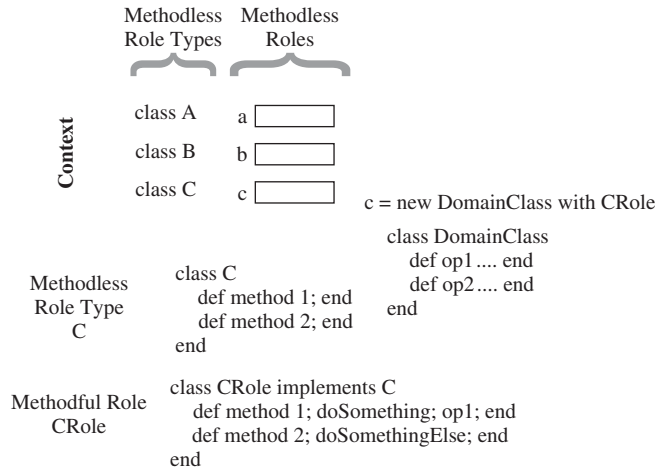 Methodless
Role Types
Methodless
Roles
Context
class A
a
class B
b
class C
c
c = new DomainClass with CRole
class DomainClass
def op1 .... end
def op2 .... end
end
Methodless
Role Type
C
class C
def method 1; end
def method 2; end
end
Methodful Role
CRole
class CRole implements C
def method 1; doSomething; op1; end
def method 2; doSomethingElse; end
end